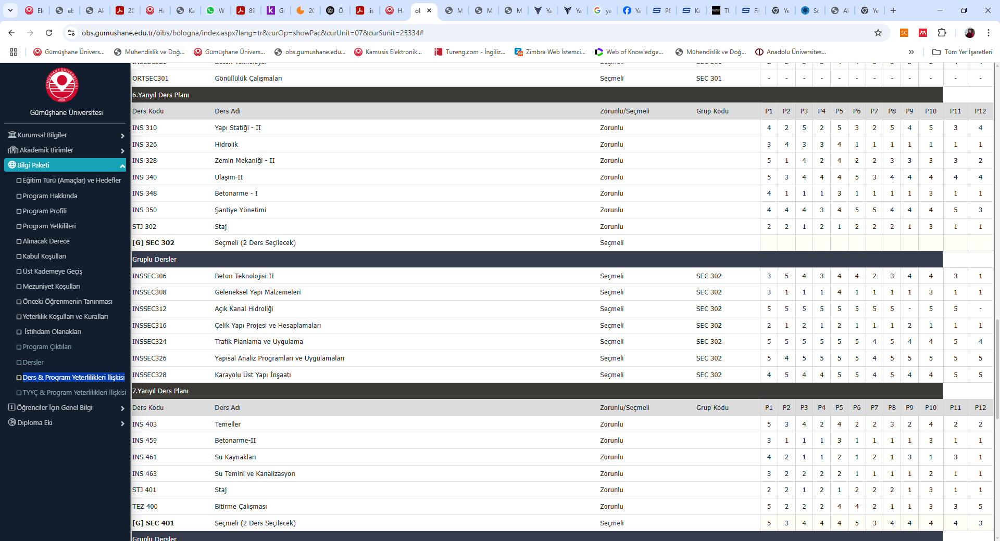 El
eb
Al
20
Ha
Ka
W
89
G
20
Ö
lis
Ha
ob
M
M
M
Ya
Ya
ya
Ya
Pε
Ka
TÜ
Fiy
Ye
Sc
Al
Ye
obs.gumushane.edu.tr/oibs/bologna/index.aspx?lang=tr&curOp=showPac&curUnit=07&curSunit=25334#
Gümüşhane Ünivers...
Mühendislik ve Doğ...
Gümüşhane Ünivers...
obs.gumushane.edu...
Kamusis Elektronik...
Tureng.com - İngiliz...
Zimbra Web İstemci...
Web of Knowledge...
Mühendislik ve Doğ...
Anadolu Üniversites...
Tüm Yer İşaretleri
Gümüşhane Üniversitesi
Kurumsal Bilgiler
Akademik Birimler
Bilgi Paketi
Eğitim Türü (Amaçlar) ve Hedefler
Program Hakkında
Program Profili
Program Yetkilileri
Alınacak Derece
Kabul Koşulları
Üst Kademeye Geçiş
Mezuniyet Koşulları
Önceki Öğrenmenin Tanınması
Yeterlilik Koşulları ve Kuralları
İstihdam Olanakları
Program Çıktıları
Dersler
Ders & Program Yeterlilikleri İlişkisi
TYYÇ & Program Yeterlilikleri İlişkisi
Öğrenciler İçin Genel Bilgi
Diploma Eki
INSSEC321 Beton Teknolojisi Seçmeli SEC 301
ORTSEC301 Gönüllülük Çalışmaları Seçmeli SEC 301 - - - - - - - - - - - -
6.Yarıyıl Ders Planı
Ders Kodu Ders Adı Zorunlu/Seçmeli Grup Kodu P1 P2 P3 P4 P5 P6 P7 P8 P9 P10 P11 P12
INS 310 Yapı Statiği - II Zorunlu 4 2 5 2 5 3 2 5 4 5 3 4
INS 326 Hidrolik Zorunlu 3 4 3 3 4 1 1 1 1 1 1 1
INS 328 Zemin Mekaniği - II Zorunlu 5 1 4 2 4 2 2 3 3 3 3 2
INS 340 Ulaşım-II Zorunlu 5 3 4 4 4 5 3 4 4 4 4 4
INS 348 Betonarme - I Zorunlu 4 1 1 1 3 1 1 1 1 3 1 1
INS 350 Şantiye Yönetimi Zorunlu 4 4 4 3 4 5 5 4 4 4 5 3
STJ 302 Staj Zorunlu 2 2 1 2 1 2 2 2 1 3 1 1
[G] SEC 302 Seçmeli (2 Ders Seçilecek) Seçmeli
Gruplu Dersler
INSSEC306 Beton Teknolojisi-II Seçmeli SEC 302 3 5 4 3 4 4 2 3 4 4 3 1
INSSEC308 Geleneksel Yapı Malzemeleri Seçmeli SEC 302 3 1 1 1 4 1 1 1 1 3 1 1
INSSEC312 Açık Kanal Hidroliği Seçmeli SEC 302 5 5 5 5 5 5 5 5 - 5 5 -
INSSEC316 Çelik Yapı Projesi ve Hesaplamaları Seçmeli SEC 302 2 1 2 1 2 1 1 1 2 1 1 1
INSSEC324 Trafik Planlama ve Uygulama Seçmeli SEC 302 5 5 5 5 5 5 4 5 4 4 5 4
INSSEC326 Yapısal Analiz Programları ve Uygulamaları Seçmeli SEC 302 5 4 5 5 5 5 4 5 5 5 5 5
INSSEC328 Karayolu Üst Yapı İnşaatı Seçmeli SEC 302 4 5 4 4 5 5 4 5 4 4 5 5
7.Yarıyıl Ders Planı
Ders Kodu Ders Adı Zorunlu/Seçmeli Grup Kodu P1 P2 P3 P4 P5 P6 P7 P8 P9 P10 P11 P12
INS 403 Temeller Zorunlu 5 3 4 2 4 2 2 3 2 4 2 2
INS 459 Betonarme-II Zorunlu 3 1 1 1 3 1 1 1 1 3 1 1
INS 461 Su Kaynakları Zorunlu 4 2 1 1 2 1 2 1 3 1 3 1
INS 463 Su Temini ve Kanalizasyon Zorunlu 3 2 2 2 2 1 1 1 1 2 1 1
STJ 401 Staj Zorunlu 2 2 1 2 1 2 2 2 1 3 1 1
TEZ 400 Bitirme Çalışması Zorunlu 5 2 2 2 4 4 2 1 1 3 3 5
[G] SEC 401 Seçmeli (2 Ders Seçilecek) Seçmeli 5 3 4 4 4 5 3 4 4 4 4 3
Gruplu Dersler